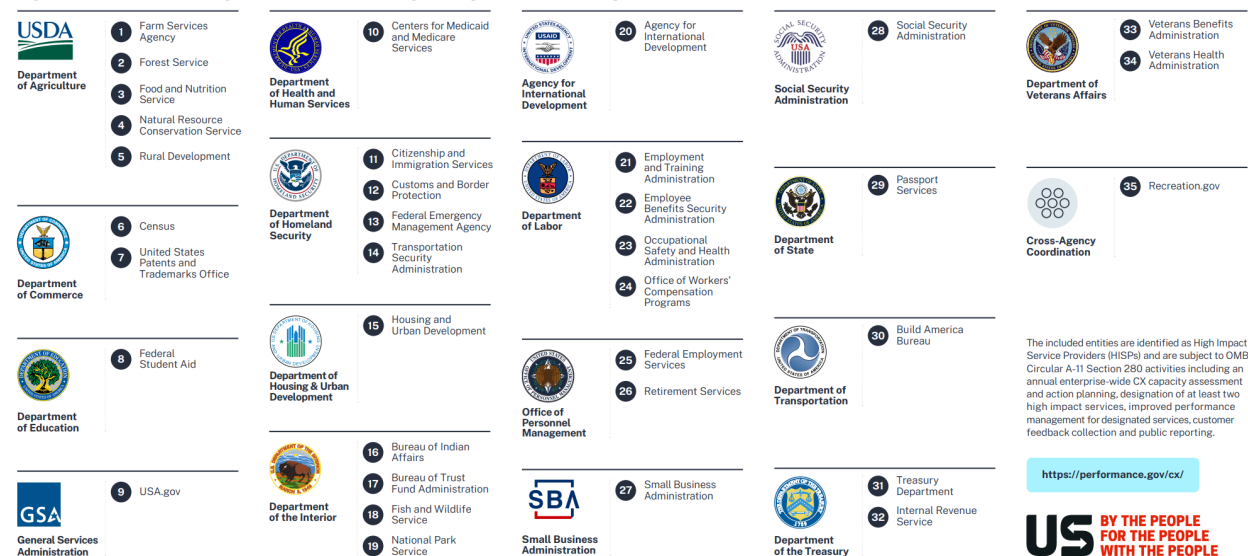 USDA
Department
of Agriculture
1 Farm Services
Agency
2 Forest Service
3 Food and Nutrition
Service
4 Natural Resource
Conservation Service
5 Rural Development
Department
of Commerce
6 Census
7 United States
Patents and
Trademarks Office
Department
of Education
8 Federal
Student Aid
GSA
General Services
Administration
9 USA.gov
Department
of Health and
Human Services
10 Centers for Medicaid
and Medicare
Services
Department
of Homeland
Security
11 Citizenship and
Immigration Services
12 Customs and Border
Protection
13 Federal Emergency
Management Agency
14 Transportation
Security
Administration
Department of
Housing & Urban
Development
15 Housing and
Urban Development
Department
of the Interior
16 Bureau of Indian
Affairs
17 Bureau of Trust
Fund Administration
18 Fish and Wildlife
Service
19 National Park
Service
USAID
Agency for
International
Development
20 Agency for
International
Development
Department
of Labor
21 Employment
and Training
Administration
22 Employee
Benefits Security
Administration
23 Occupational
Safety and Health
Administration
24 Office of Workers'
Compensation
Programs
Office of
Personnel
Management
25 Federal Employment
Services
26 Retirement Services
SBA
Small Business
Administration
27 Small Business
Administration
SOCIAL SECURITY
USA
ADMINISTRATION
Social Security
Administration
28 Social Security
Administration
Department
of State
29 Passport
Services
Department of
Transportation
30 Build America
Bureau
Department
of the Treasury
31 Treasury
Department
32 Internal Revenue
Service
Department of
Veterans Affairs
33 Veterans Benefits
Administration
34 Veterans Health
Administration
Cross-Agency
Coordination
35 Recreation.gov
The included entities are identified as High Impact
Service Providers (HISPs) and are subject to OMB
Circular A-11 Section 280 activities including an
annual enterprise-wide CX capacity assessment
and action planning, designation of at least two
high impact services, improved performance
management for designated services, customer
feedback collection and public reporting.
https://performance.gov/cx/
US
BY THE PEOPLE
FOR THE PEOPLE
WITH THE PEOPLE